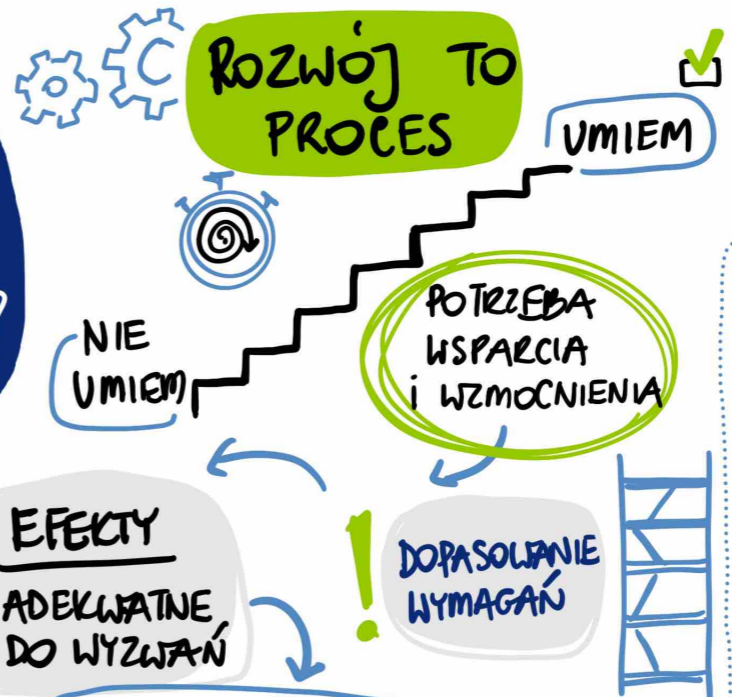 ROZWÓJ TO
PROCES
UMIEM
NIE
UMIEM
POTRZEBA
WSPARCIA
i WZMOCNIENIA
EFEKTY
ADEKWATNE
DO WYZWAŃ
!
DOPASOWANIE
WYMAGAŃ